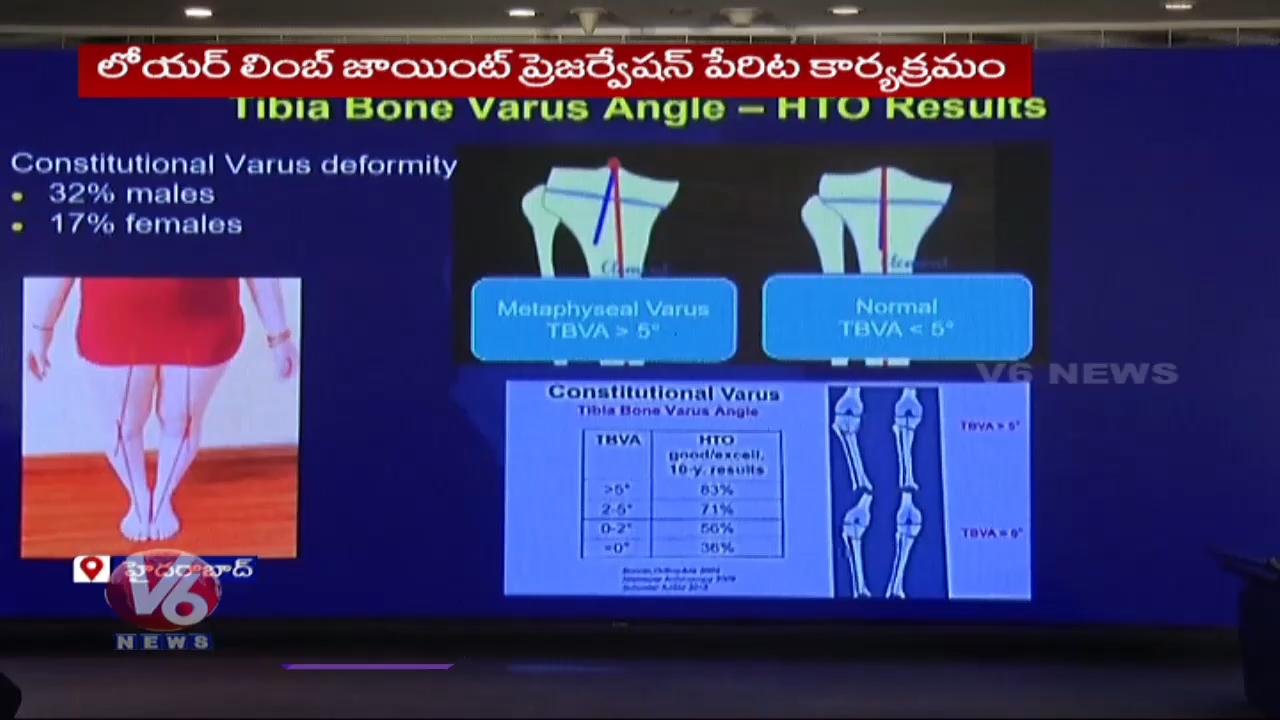 లోయర్ లింబ్ జాయింట్ ప్రెజర్వేషన్ పేరిట కార్యక్రమం
Tibia Bone Varus Angle – HTO Results
Constitutional Varus deformity
• 32% males
• 17% females
Metaphyseal Varus
TBVA > 5°
Normal
TBVA < 5°
V6 NEWS
Constitutional Varus
Tibia Bone Varus Angle
TBVA
HTO
good/excell.
10-y. results
>5° 83%
2-5° 71%
0-2° 56%
36%
TBVA > 5°
హైదరాబాద్
V6
NEWS